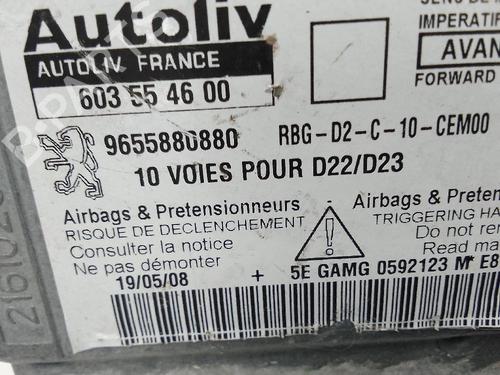 Autoliv
AUTOLIV FRANCE
603 55 46 00
IMPERATIF
AVAN
FORWARD
9655880880 RBG-D2-C-10-CEM00
10 VOIES POUR D22/D23
Airbags & Pretensionneurs
RISQUE DE DECLENCHEMENT
Consulter la notice
Ne pas démonter
19/05/08
Airbags & Preten
TRIGGERING HA
Do not rem
Read ma
+ 5E GAMG 0592123 M E8